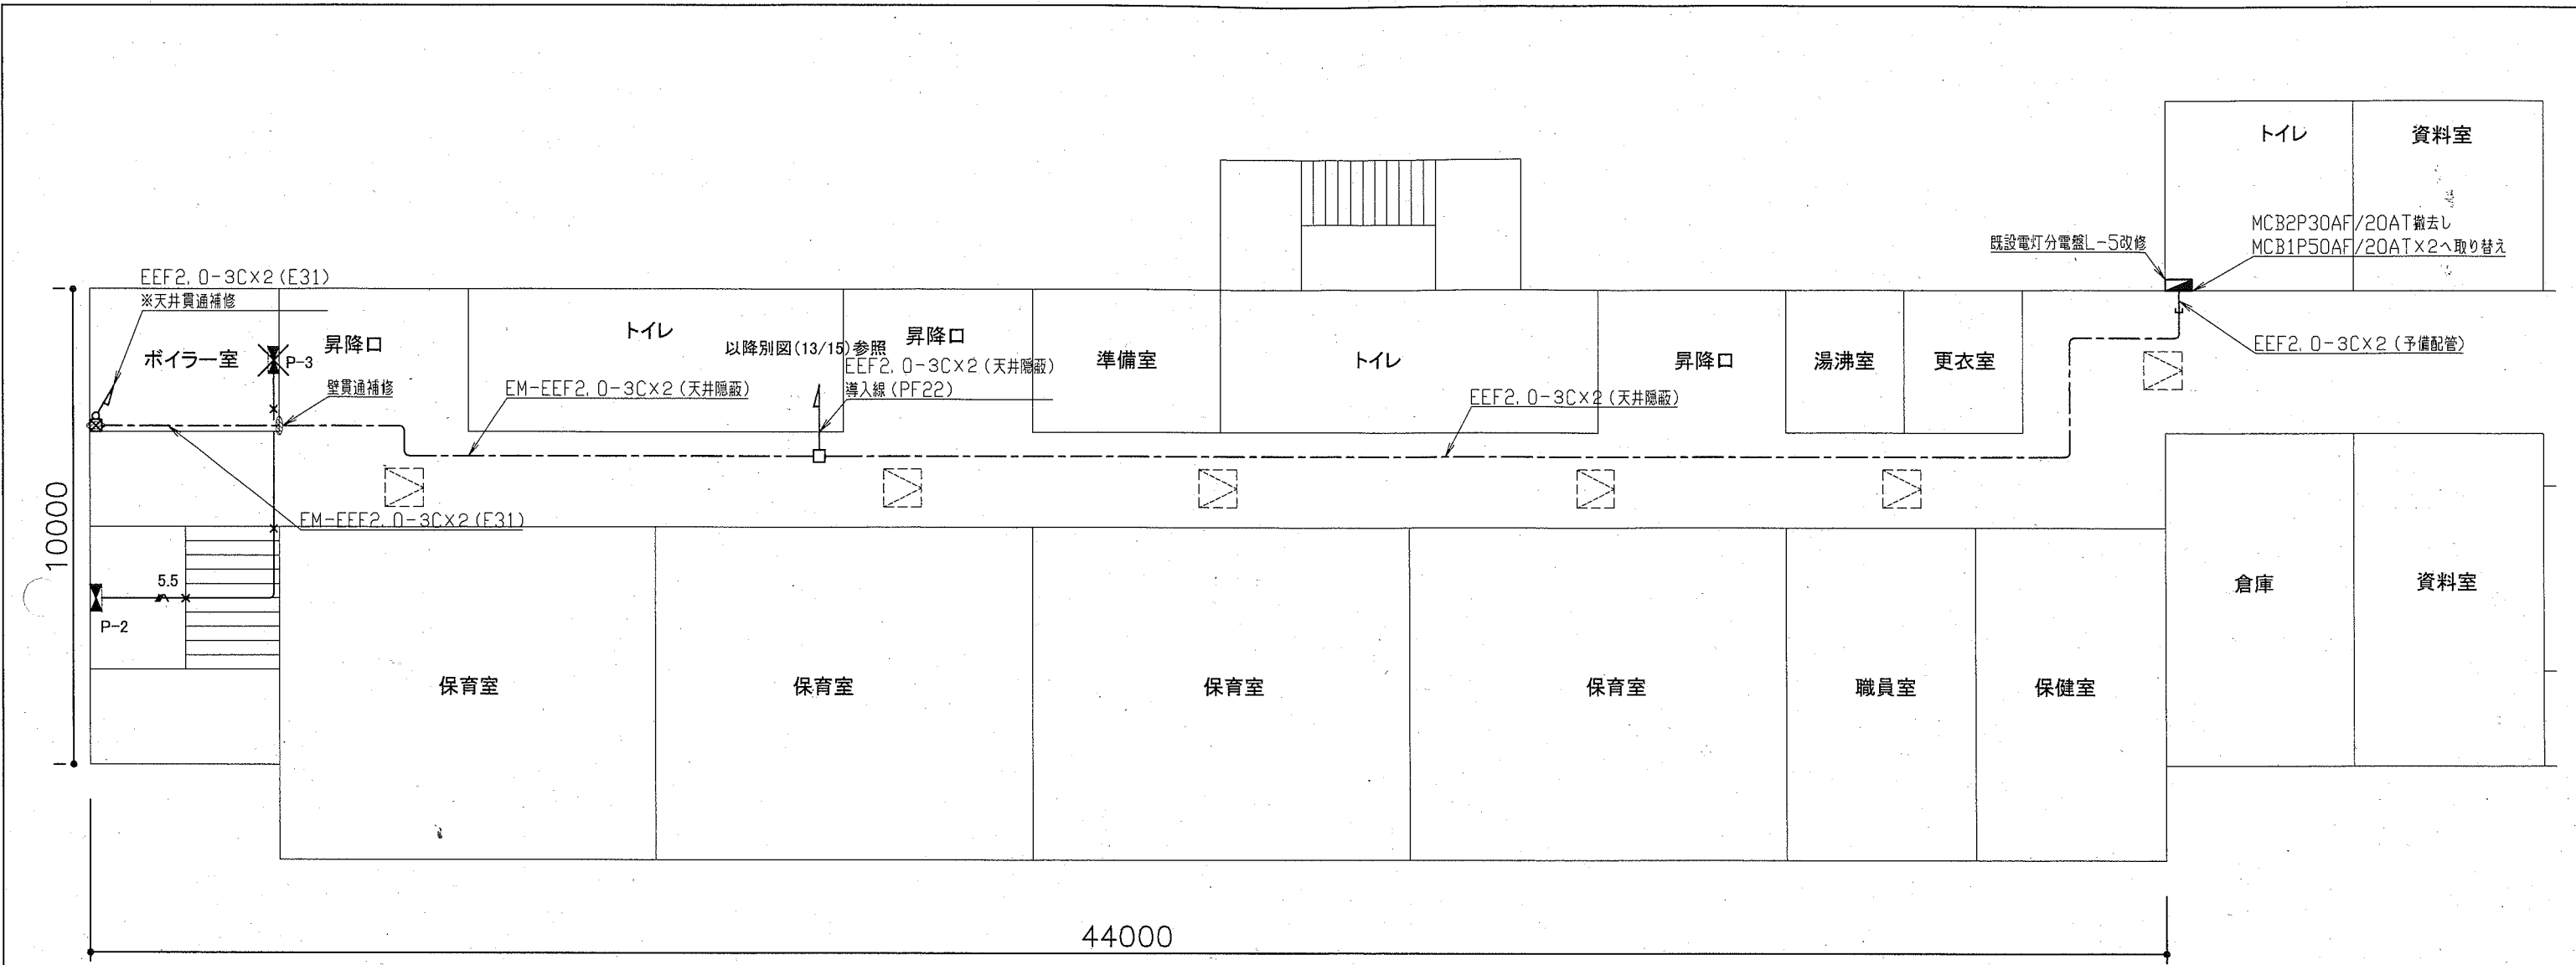 トイレ
資料室
MCB2P30AF/20AT撤去し
MCB1P50AF/20AT×2へ取り替え
既設電灯分電盤L-5改修
EEF2.0-3C×2(予備配管)
EEF2.0-3C×2(E31)
※天井貫通補修
ボイラー室
P-3
昇降口
壁貫通補修
トイレ
以降別図(13/15)参照
昇降口
EEF2.0-3C×2(天井隠蔽)
導入線(PF22)
EM-EEF2.0-3C×2(天井隠蔽)
準備室
トイレ
昇降口
湯沸室
更衣室
EEF2.0-3C×2(天井隠蔽)
EM-EEF2.0-3C×2(E31)
10000
5.5
P-2
保育室
保育室
保育室
保育室
職員室
保健室
倉庫
資料室
44000